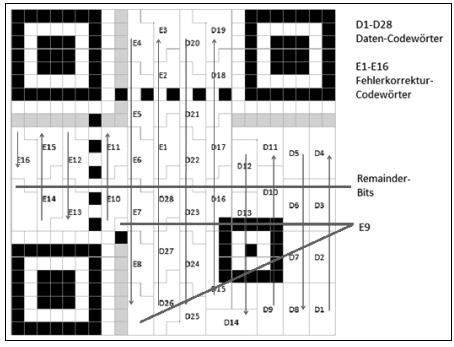 E3 D20 D19
E4
D1-D28
Daten-Codewörter
E2 D18
E1-E16
Fehlerkorrektur-
Codewörter
E5 D21
E15 E12 E11 E1 D17 D11 D5 D4
E16 E6 D22 D12
Remainder-
Bits
E14 E10 D28 D16 D10
E13 E7 D23 D13 D6 D3
E9
D27
E8 D24 D7 D2
D26 D15
D25 D14 D9 D8 D1